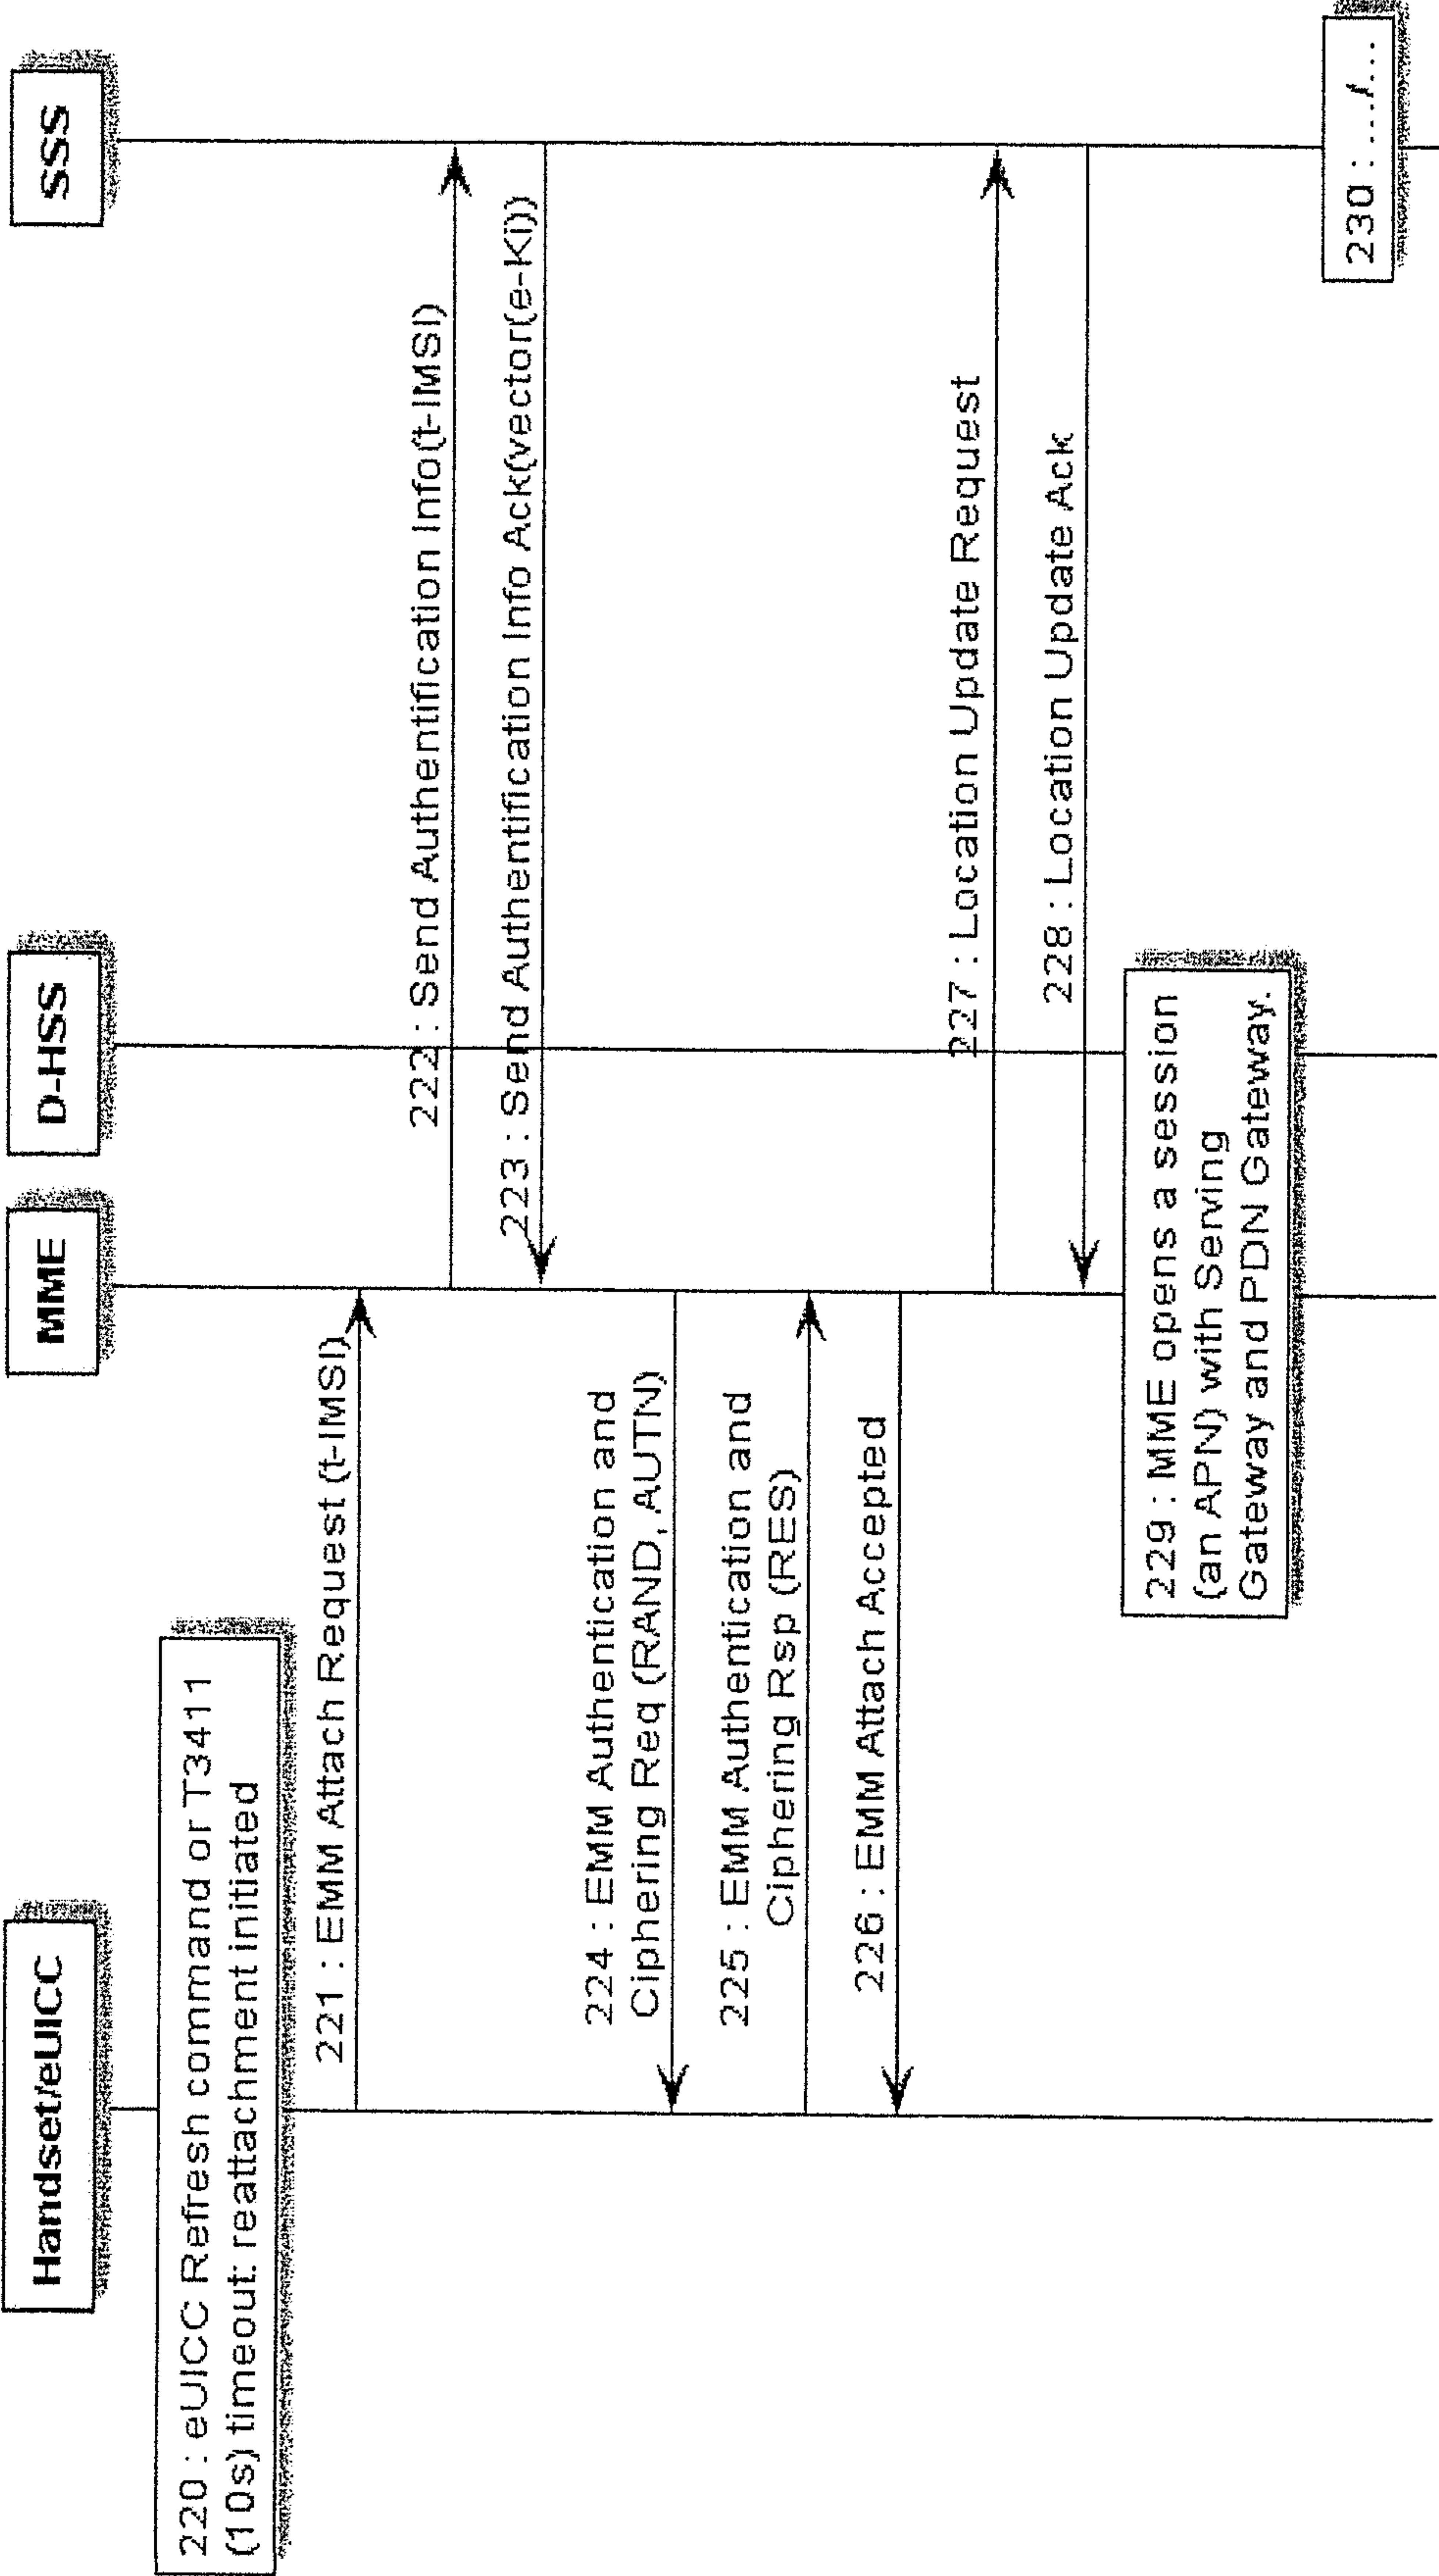 Handset/eUICC
MME
D-HSS
SSS
220 : eUICC Refresh command or T3411
(10s) timeout: reattachment initiated
221 : EMM Attach Request (t-IMSI)
222 : Send Authentification Info(t-IMSI)
223 : Send Authentification Info Ack(vector(e-Ki))
224 : EMM Authentication and
Ciphering Req (RAND, AUTN)
225 : EMM Authentication and
Ciphering Rsp (RES)
226 : EMM Attach Accepted
227 : Location Update Request
228 : Location Update Ack
229 : MME opens a session
(an APN) with Serving
Gateway and PDN Gateway.
230 : .../...